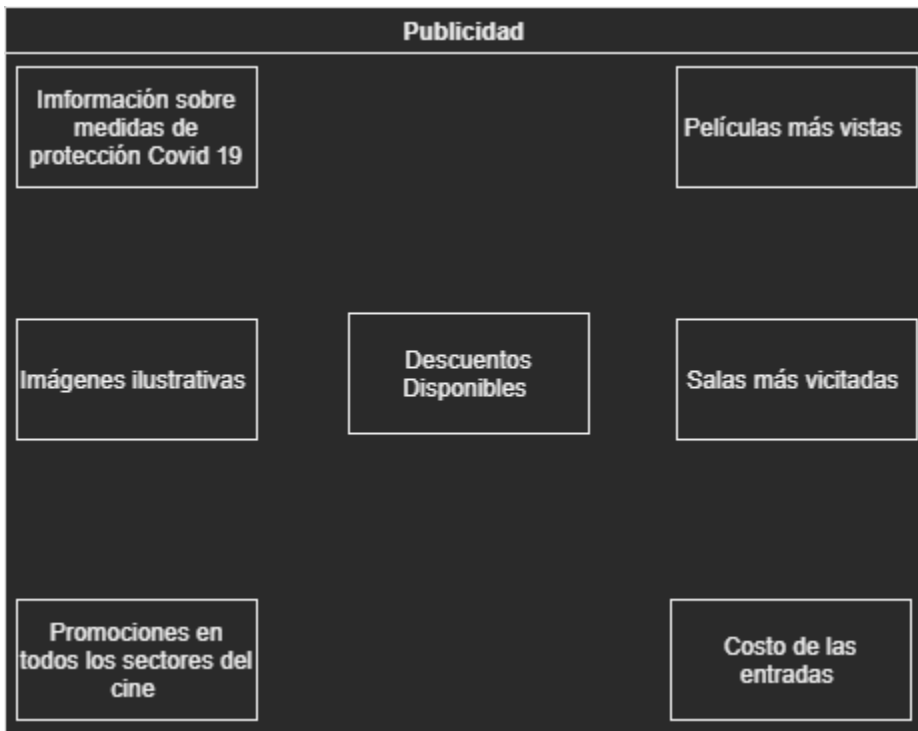 Publicidad
Imformación sobre
medidas de
protección Covid 19
Películas más vistas
Imágenes ilustrativas
Descuentos
Disponibles
Salas más vicitadas
Promociones en
todos los sectores del
cine
Costo de las
entradas